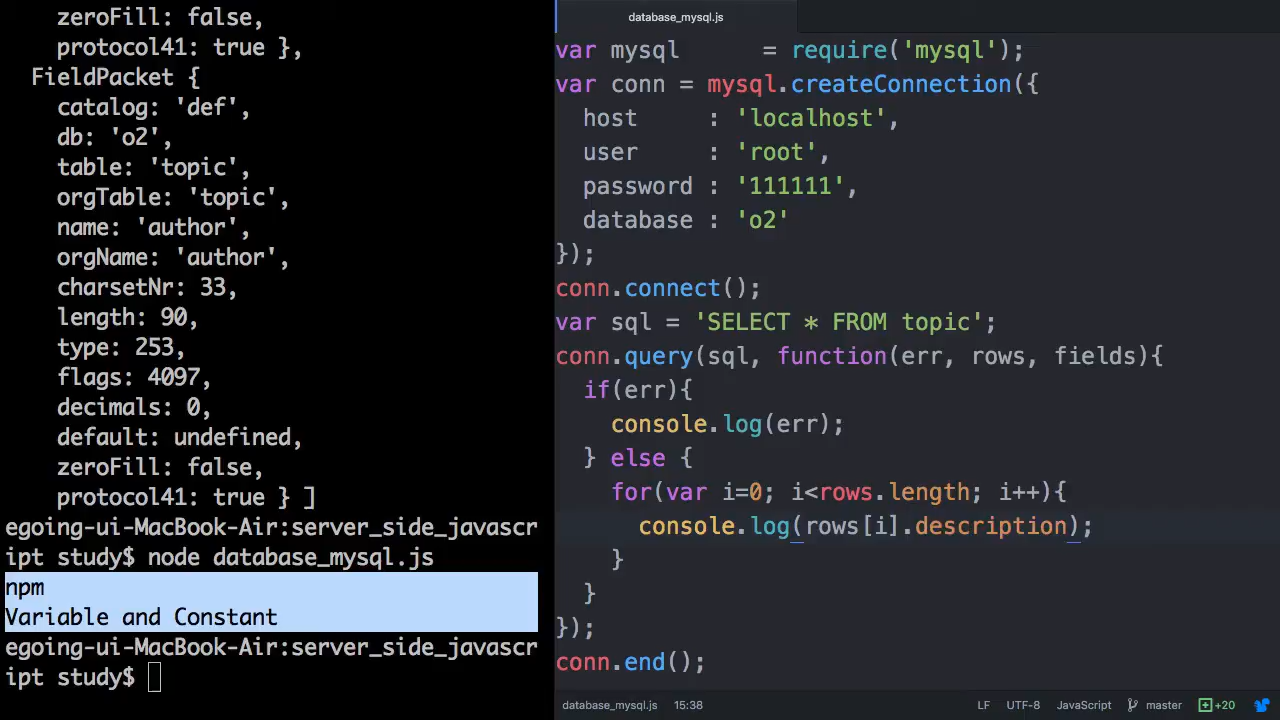 zeroFill: false,
protocol41: true },
FieldPacket {
catalog: 'def',
db: 'o2',
table: 'topic',
orgTable: 'topic',
name: 'author',
orgName: 'author',
charsetNr: 33,
length: 90,
type: 253,
flags: 4097,
decimals: 0,
default: undefined,
zeroFill: false,
protocol41: true } ]
egoing-ui-MacBook-Air:server_side_javascr
ipt study$ node database_mysql.js
npm
Variable and Constant
egoing-ui-MacBook-Air:server_side_javascr
ipt study$
database_mysql.js
var mysql      = require('mysql');
var conn = mysql.createConnection({
  host     : 'localhost',
  user     : 'root',
  password : '111111',
  database : 'o2'
});
conn.connect();
var sql = 'SELECT * FROM topic';
conn.query(sql, function(err, rows, fields){
  if(err){
    console.log(err);
  } else {
    for(var i=0; i<rows.length; i++){
      console.log(rows[i].description);
    }
  }
});
conn.end();
database_mysql.js 15:38 LF UTF-8 JavaScript master +20